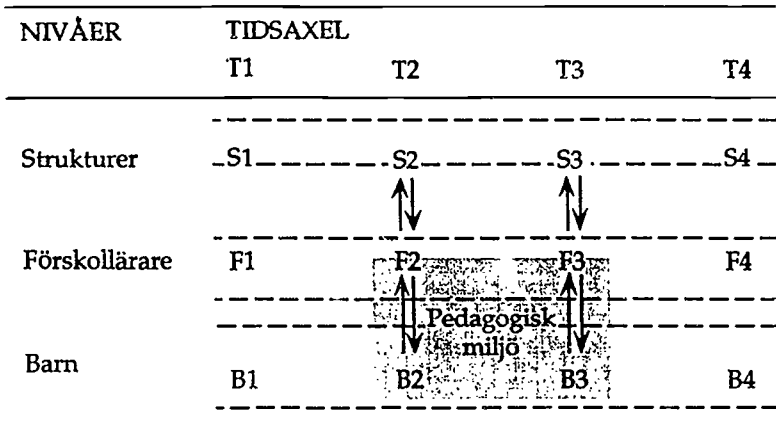 NIVÅER TIDSAXEL
T1 T2 T3 T4
Strukturer S1 S2 S3 S4
Förskollärare F1 F2 F3 F4
Pedagogisk
miljö
Barn
B1 B2 B3 B4